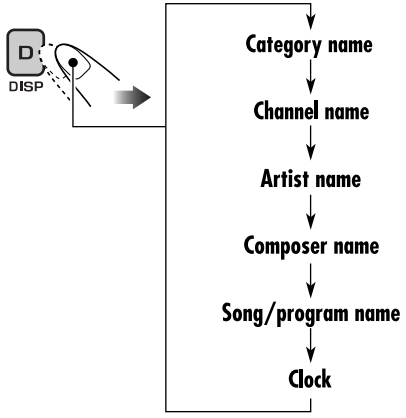 D
DISP
Category name
Channel name
Artist name
Composer name
Song/program name
Clock